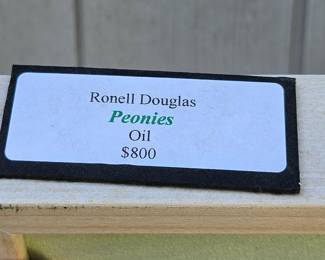 Ronell Douglas
Peonies
Oil
$800